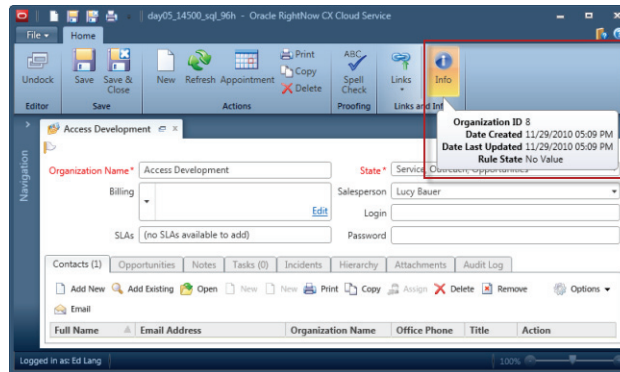 day05_14500_sql_96h - Oracle RightNow CX Cloud Service
File Home
Undock Save Save & Close New Refresh Appointment Print Copy Delete ABC Spell Check Links Info
Editor Save Actions Proofing Links and Inf
Organization ID 8
Date Created 11/29/2010 05:09 PM
Date Last Updated 11/29/2010 05:09 PM
Rule State No Value
Navigation
Access Development
Organization Name* Access Development State* Service, Outreach, Opportunities
Billing Salesperson Lucy Bauer
Edit Login
SLAs (no SLAs available to add) Password
Contacts (1) Opportunities Notes Tasks (0) Incidents Hierarchy Attachments Audit Log
Add New Add Existing Open New New Print Copy Assign Delete Remove Options
Email
Full Name Email Address Organization Name Office Phone Title Action
Logged in as: Ed Lang 100%